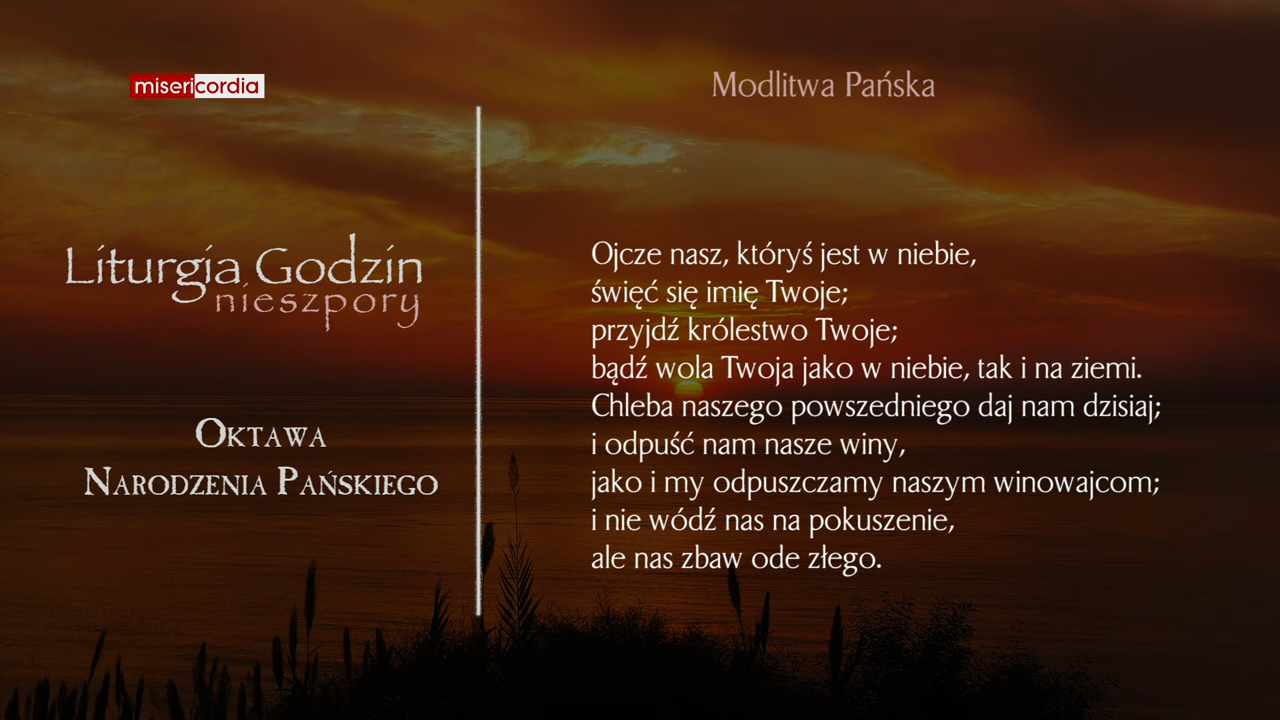 misericordia
Liturgia Godzin
nieszpory
Oktawa
Narodzenia Pańskiego
Modlitwa Pańska
Ojcze nasz, któryś jest w niebie,
święć się imię Twoje;
przyjdź królestwo Twoje;
bądź wola Twoja jako w niebie, tak i na ziemi.
Chleba naszego powszedniego daj nam dzisiaj;
i odpuść nam nasze winy,
jako i my odpuszczamy naszym winowajcom;
i nie wódź nas na pokuszenie,
ale nas zbaw ode złego.